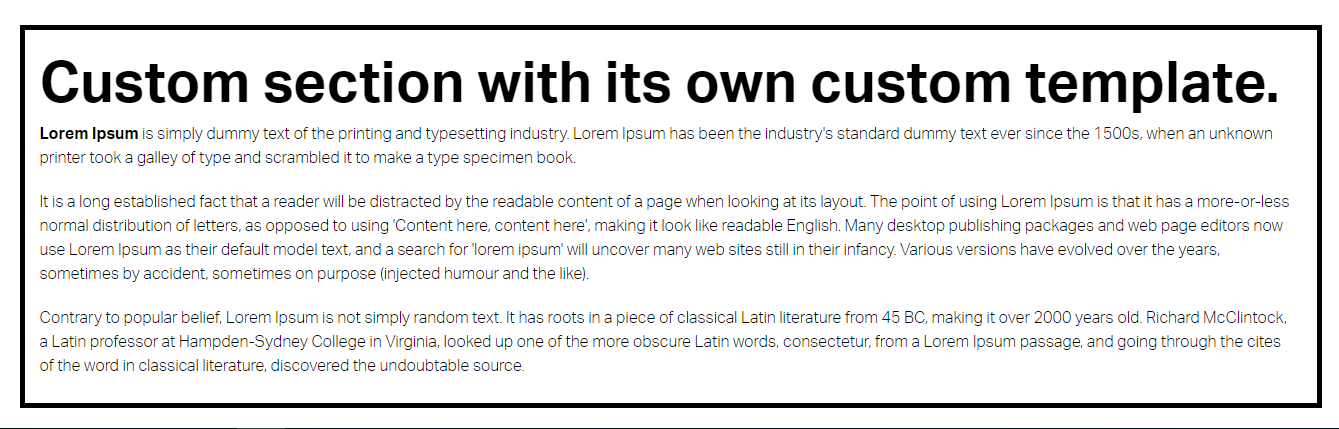 Custom section with its own custom template.
Lorem Ipsum is simply dummy text of the printing and typesetting industry. Lorem Ipsum has been the industry's standard dummy text ever since the 1500s, when an unknown
printer took a galley of type and scrambled it to make a type specimen book.
It is a long established fact that a reader will be distracted by the readable content of a page when looking at its layout. The point of using Lorem Ipsum is that it has a more-or-less
normal distribution of letters, as opposed to using 'Content here, content here', making it look like readable English. Many desktop publishing packages and web page editors now
use Lorem Ipsum as their default model text, and a search for 'lorem ipsum' will uncover many web sites still in their infancy. Various versions have evolved over the years,
sometimes by accident, sometimes on purpose (injected humour and the like).
Contrary to popular belief, Lorem Ipsum is not simply random text. It has roots in a piece of classical Latin literature from 45 BC, making it over 2000 years old. Richard McClintock,
a Latin professor at Hampden-Sydney College in Virginia, looked up one of the more obscure Latin words, consectetur, from a Lorem Ipsum passage, and going through the cites
of the word in classical literature, discovered the undoubtable source.